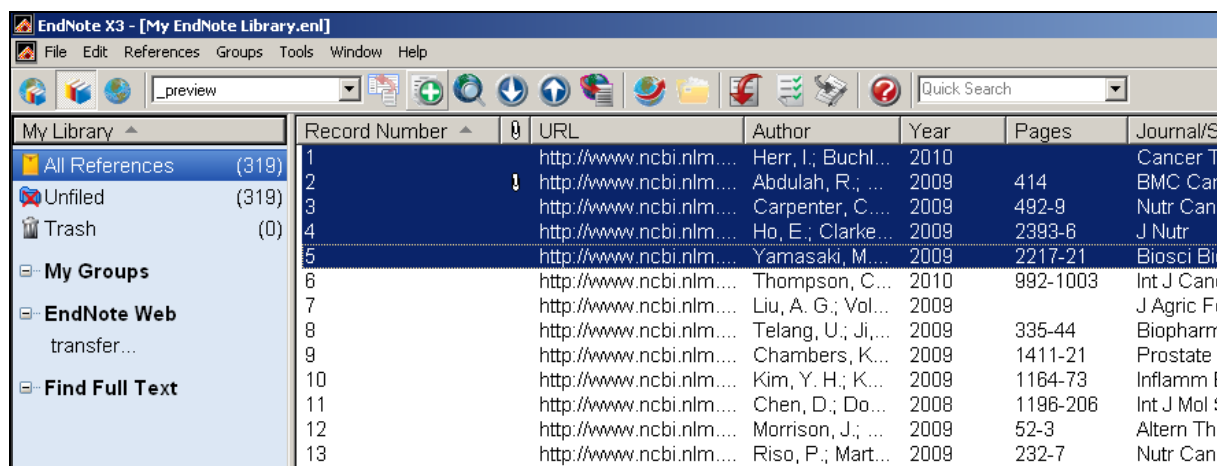 EndNote X3 - [My EndNote Library.enl]
File Edit References Groups Tools Window Help
_preview Quick Search
My Library Record Number URL Author Year Pages Journal/S
All References (319) 1 http://www.ncbi.nlm.... Herr, I.; Buchl... 2010 Cancer T
Unfiled (319) 2 http://www.ncbi.nlm.... Abdulah, R.; ... 2009 414 BMC Car
3 http://www.ncbi.nlm.... Carpenter, C.... 2009 492-9 Nutr Can
Trash (0) 4 http://www.ncbi.nlm.... Ho, E.; Clarke... 2009 2393-6 J Nutr
My Groups 5 http://www.ncbi.nlm.... Yamasaki, M.... 2009 2217-21 Biosci Bi
6 http://www.ncbi.nlm.... Thompson, C... 2010 992-1003 Int J Can
EndNote Web 7 http://www.ncbi.nlm.... Liu, A. G.; Vol... 2009 J Agric F
transfer... 8 http://www.ncbi.nlm.... Telang, U.; Ji,... 2009 335-44 Biopharm
9 http://www.ncbi.nlm.... Chambers, K... 2009 1411-21 Prostate
Find Full Text 10 http://www.ncbi.nlm.... Kim, Y. H.; K... 2009 1164-73 Inflamm
11 http://www.ncbi.nlm.... Chen, D.; Do... 2008 1196-206 Int J Mol
12 http://www.ncbi.nlm.... Morrison, J.; ... 2009 52-3 Altern Th
13 http://www.ncbi.nlm.... Riso, P.; Mart... 2009 232-7 Nutr Can